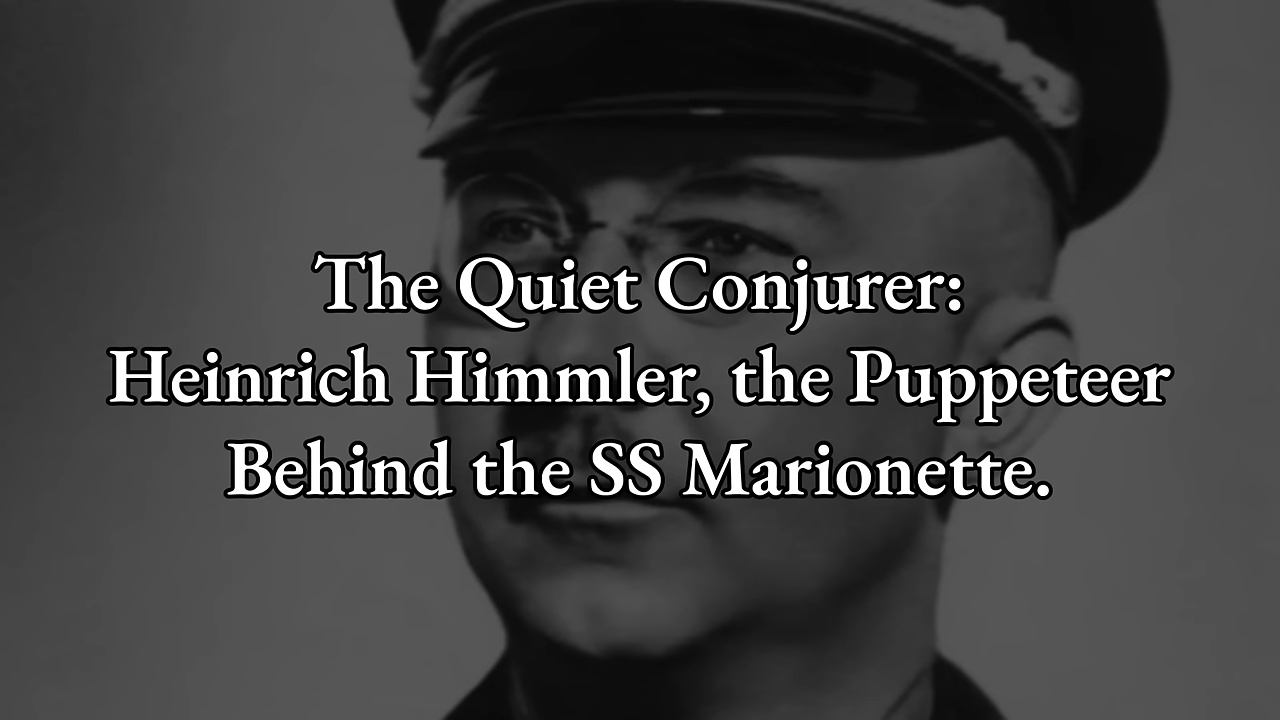 The Quiet Conjurer:
Heinrich Himmler, the Puppeteer
Behind the SS Marionette.